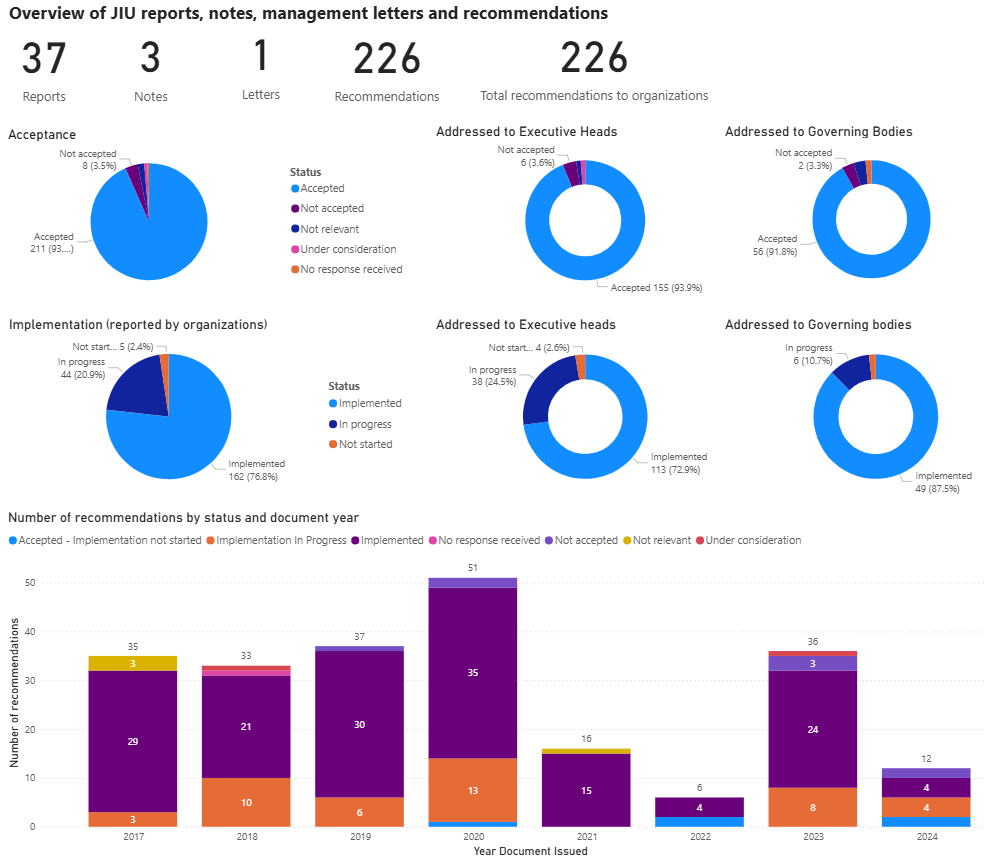 Overview of JIU reports, notes, management letters and recommendations
37
3
1
226
226
Reports
Notes
Letters
Recommendations
Total recommendations to organizations
Acceptance
Not accepted
8 (3.5%)
Accepted
211 (93....)
Status
Accepted
Not accepted
Not relevant
Under consideration
No response received
Addressed to Executive Heads
Not accepted
6 (3.6%)
Accepted 155 (93.9%)
Addressed to Governing Bodies
Not accepted
2 (3.3%)
Accepted
56 (91.8%)
Implementation (reported by organizations)
Not start... 5 (2.4%)
In progress
44 (20.9%)
Implemented
162 (76.8%)
Status
Implemented
In progress
Not started
Addressed to Executive heads
Not start... 4 (2.6%)
In progress
38 (24.5%)
Implemented
113 (72.9%)
Addressed to Governing bodies
In progress
6 (10.7%)
Implemented
49 (87.5%)
Number of recommendations by status and document year
Accepted - Implementation not started Implementation In Progress Implemented No response received Not accepted Not relevant Under consideration
Number of recommendations
50
40
30
20
10
0
35
3
29
3
33
21
10
37
30
6
51
35
13
16
15
6
4
36
3
24
8
12
4
4
2017 2018 2019 2020 2021 2022 2023 2024
Year Document Issued